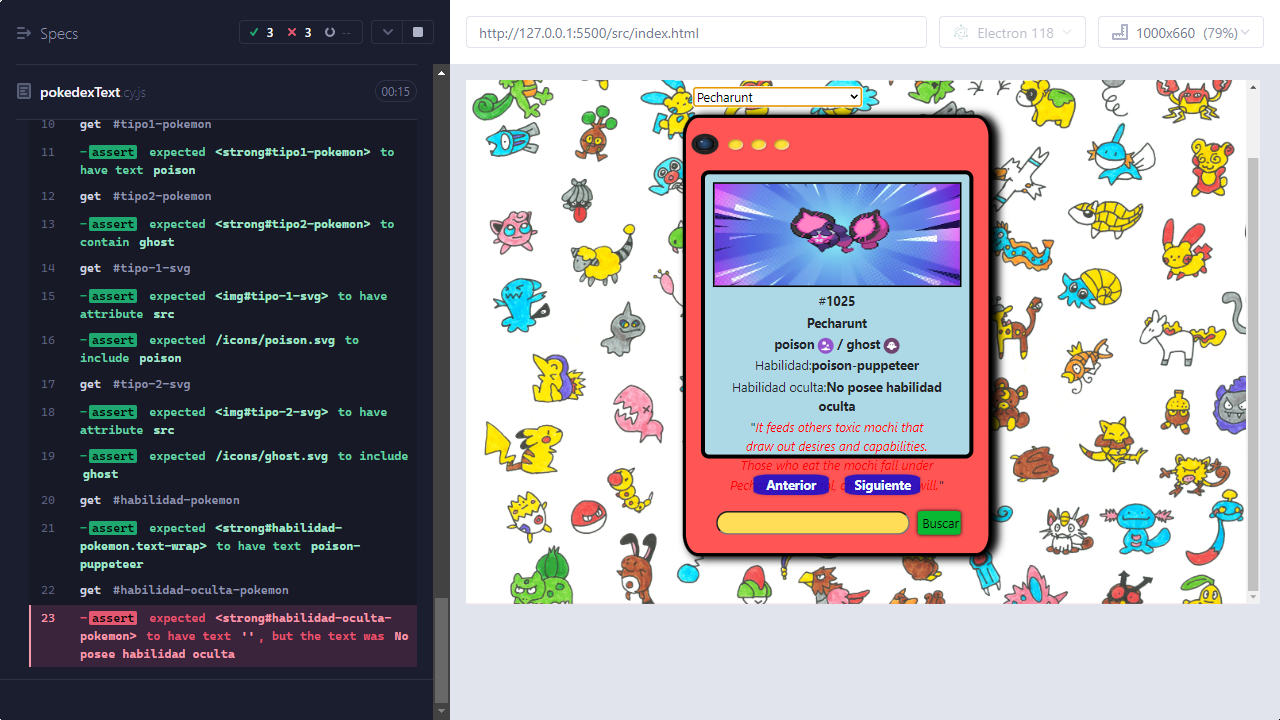 Specs
3
3
--
pokedexText.cy.js
00:15
10 get #tipo1-pokemon
11 -assert expected <strong#tipo1-pokemon> to
have text poison
12 get #tipo2-pokemon
13 -assert expected <strong#tipo2-pokemon> to
contain ghost
14 get #tipo-1-svg
15 -assert expected <img#tipo-1-svg> to have
attribute src
16 -assert expected /icons/poison.svg to
include poison
17 get #tipo-2-svg
18 -assert expected <img#tipo-2-svg> to have
attribute src
19 -assert expected /icons/ghost.svg to include
ghost
20 get #habilidad-pokemon
21 -assert expected <strong#habilidad-
pokemon.text-wrap> to have text poison-
puppeteer
22 get #habilidad-oculta-pokemon
23 -assert expected <strong#habilidad-oculta-
pokemon> to have text '', but the text was No
posee habilidad oculta
http://127.0.0.1:5500/src/index.html
Electron 118
1000x660 (79%)
Pecharunt
#1025
Pecharunt
poison / ghost
Habilidad:poison-puppeteer
Habilidad oculta:No posee habilidad
oculta
"It feeds others toxic mochi that
draw out desires and capabilities.
Those who eat the mochi fall under
will."
Anterior
Siguiente
Buscar